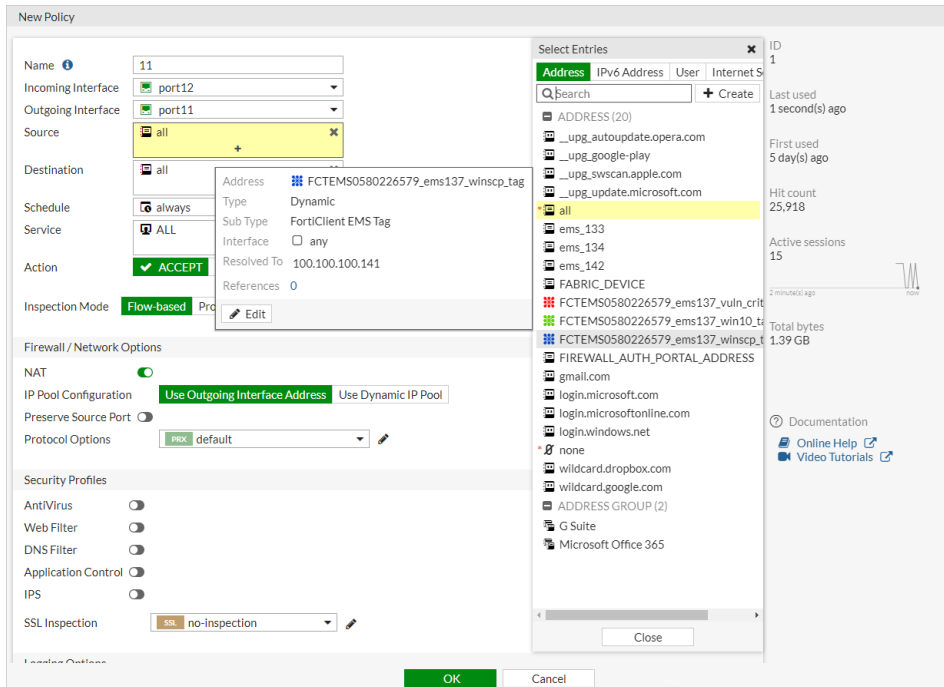 New Policy
Name
11
Incoming Interface
port12
Outgoing Interface
port11
Source
all
+
Destination
all
Schedule
always
Service
ALL
Action
ACCEPT
Inspection Mode
Flow-based
Pro
Address
FCTEMS0580226579_ems137_winscp_tag
Type
Dynamic
Sub Type
FortiClient EMS Tag
Interface
any
Resolved To
100.100.100.141
References
0
Edit
Firewall / Network Options
NAT
IP Pool Configuration
Use Outgoing Interface Address
Use Dynamic IP Pool
Preserve Source Port
Protocol Options
PRX
default
Security Profiles
AntiVirus
Web Filter
DNS Filter
Application Control
IPS
SSL Inspection
SSL
no-inspection
Logging Options
OK
Cancel
Select Entries
Address
IPv6 Address
User
Internet S
Search
+ Create
ADDRESS (20)
__upg_autoupdate.opera.com
__upg_google-play
__upg_swscan.apple.com
__upg_update.microsoft.com
* all
ems_133
ems_134
ems_142
FABRIC_DEVICE
FCTEMS0580226579_ems137_vuln_crit
FCTEMS0580226579_ems137_win10_ta
FCTEMS0580226579_ems137_winscp_t
FIREWALL_AUTH_PORTAL_ADDRESS
gmail.com
login.microsoft.com
login.microsoftonline.com
login.windows.net
* none
wildcard.dropbox.com
wildcard.google.com
ADDRESS GROUP (2)
G Suite
Microsoft Office 365
Close
ID
1
Last used
1 second(s) ago
First used
5 day(s) ago
Hit count
25,918
Active sessions
15
2 minute(s) ago
now
Total bytes
1.39 GB
Documentation
Online Help
Video Tutorials